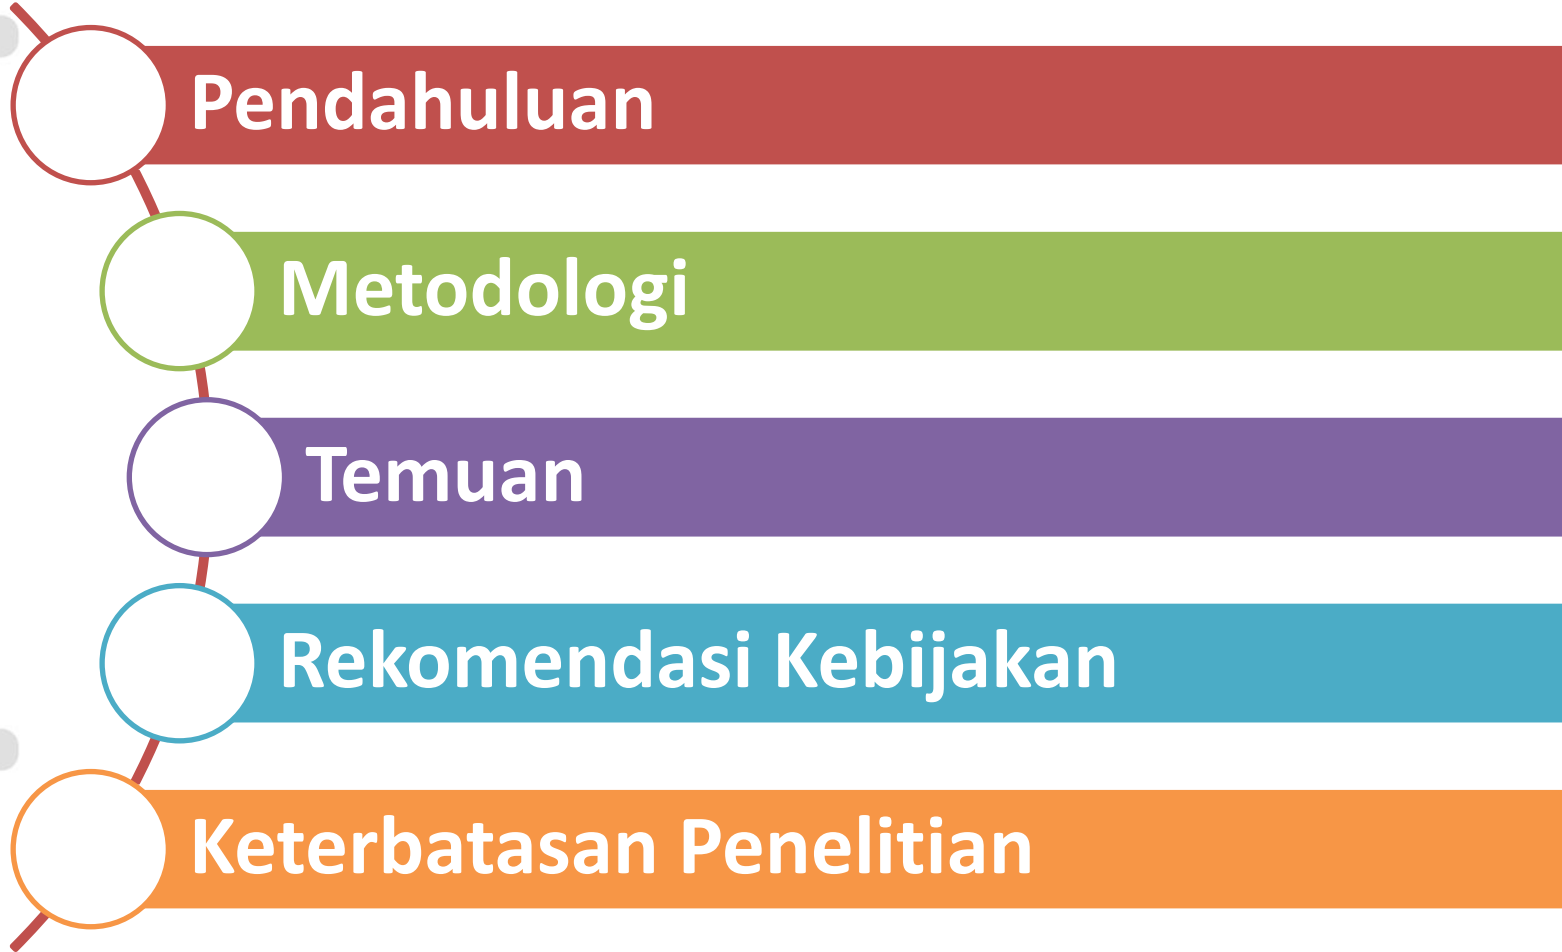 Pendahuluan
Metodologi
Temuan
Rekomendasi Kebijakan
Keterbatasan Penelitian